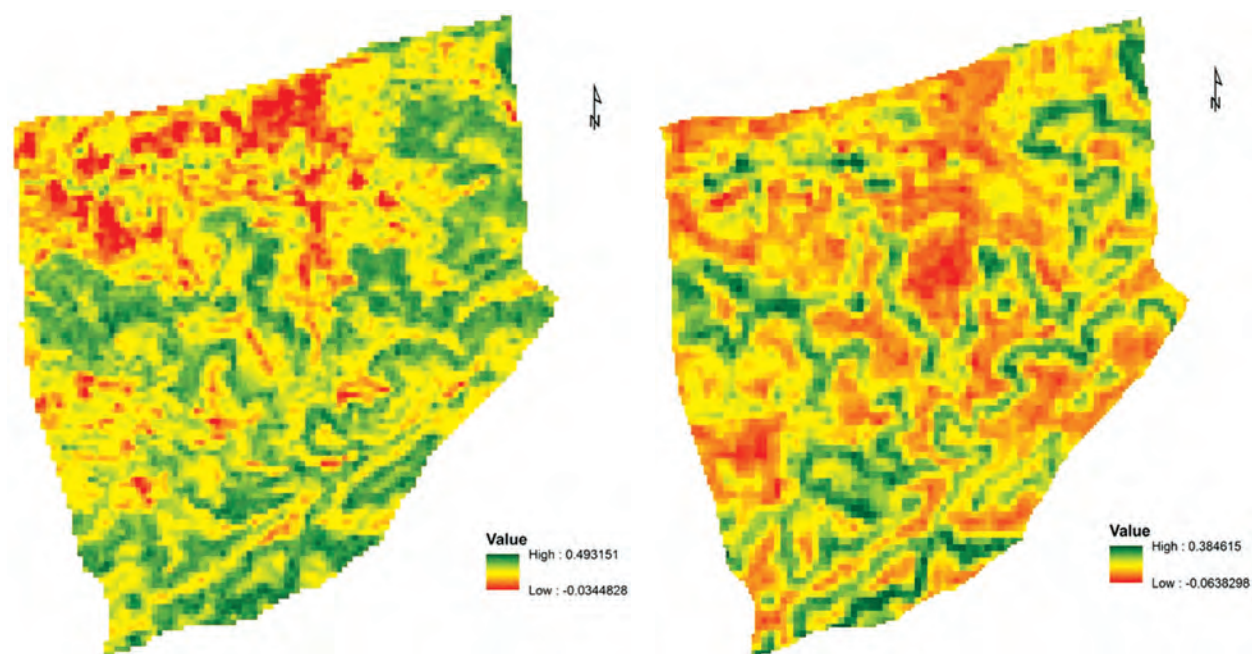 N
N
Value
High : 0.493151
Low : -0.0344828
Value
High : 0.384615
Low : -0.0638298